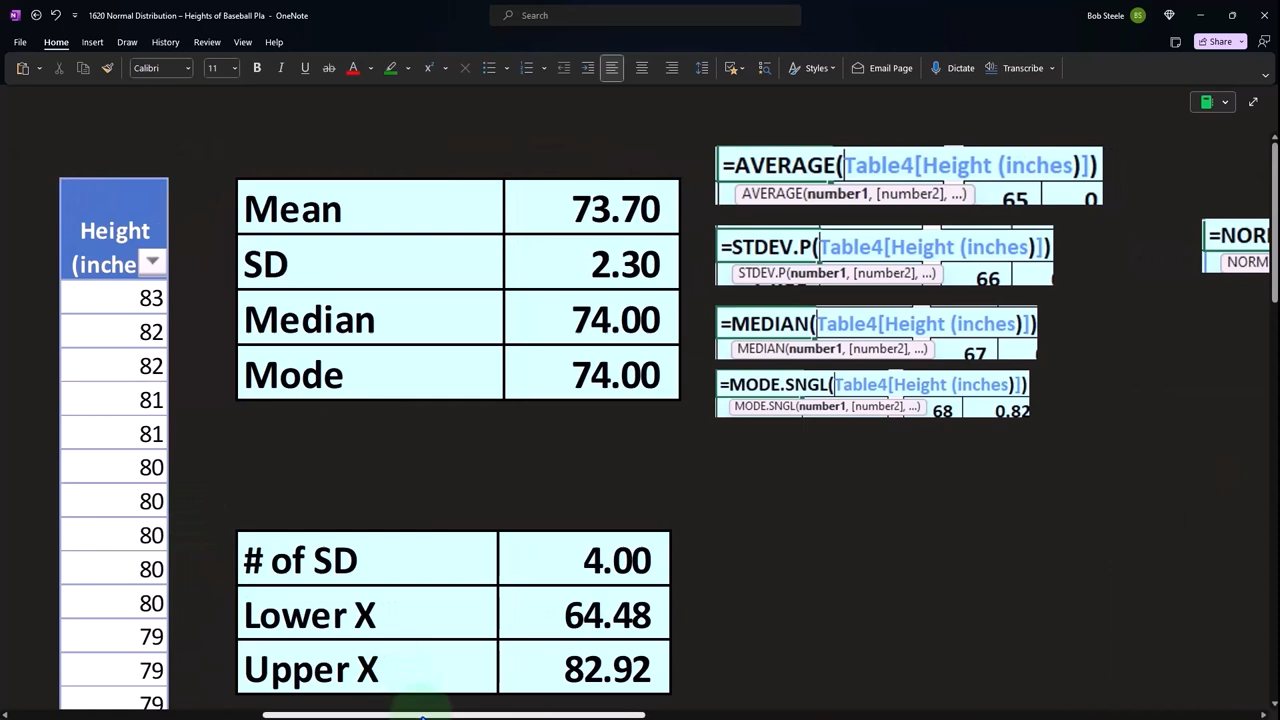 1620 Normal Distribution – Heights of Baseball Pla - OneNote
Search
Bob Steele
BS
File Home Insert Draw History Review View Help
Share
Calibri 11 B I U ab A x Styles Email Page Dictate Transcribe
Height
(inche
83
82
82
81
81
80
80
80
80
80
79
79
79
Mean 73.70
SD 2.30
Median 74.00
Mode 74.00
=AVERAGE(Table4[Height (inches)])
AVERAGE(number1, [number2], ...) 65 0
=STDEV.P(Table4[Height (inches)])
STDEV.P(number1, [number2], ...) 66
=MEDIAN(Table4[Height (inches)])
MEDIAN(number1, [number2], ...) 67
=MODE.SNGL(Table4[Height (inches)])
MODE.SNGL(number1, [number2], ...) 68 0.82
=NORI
NORM
# of SD 4.00
Lower X 64.48
Upper X 82.92